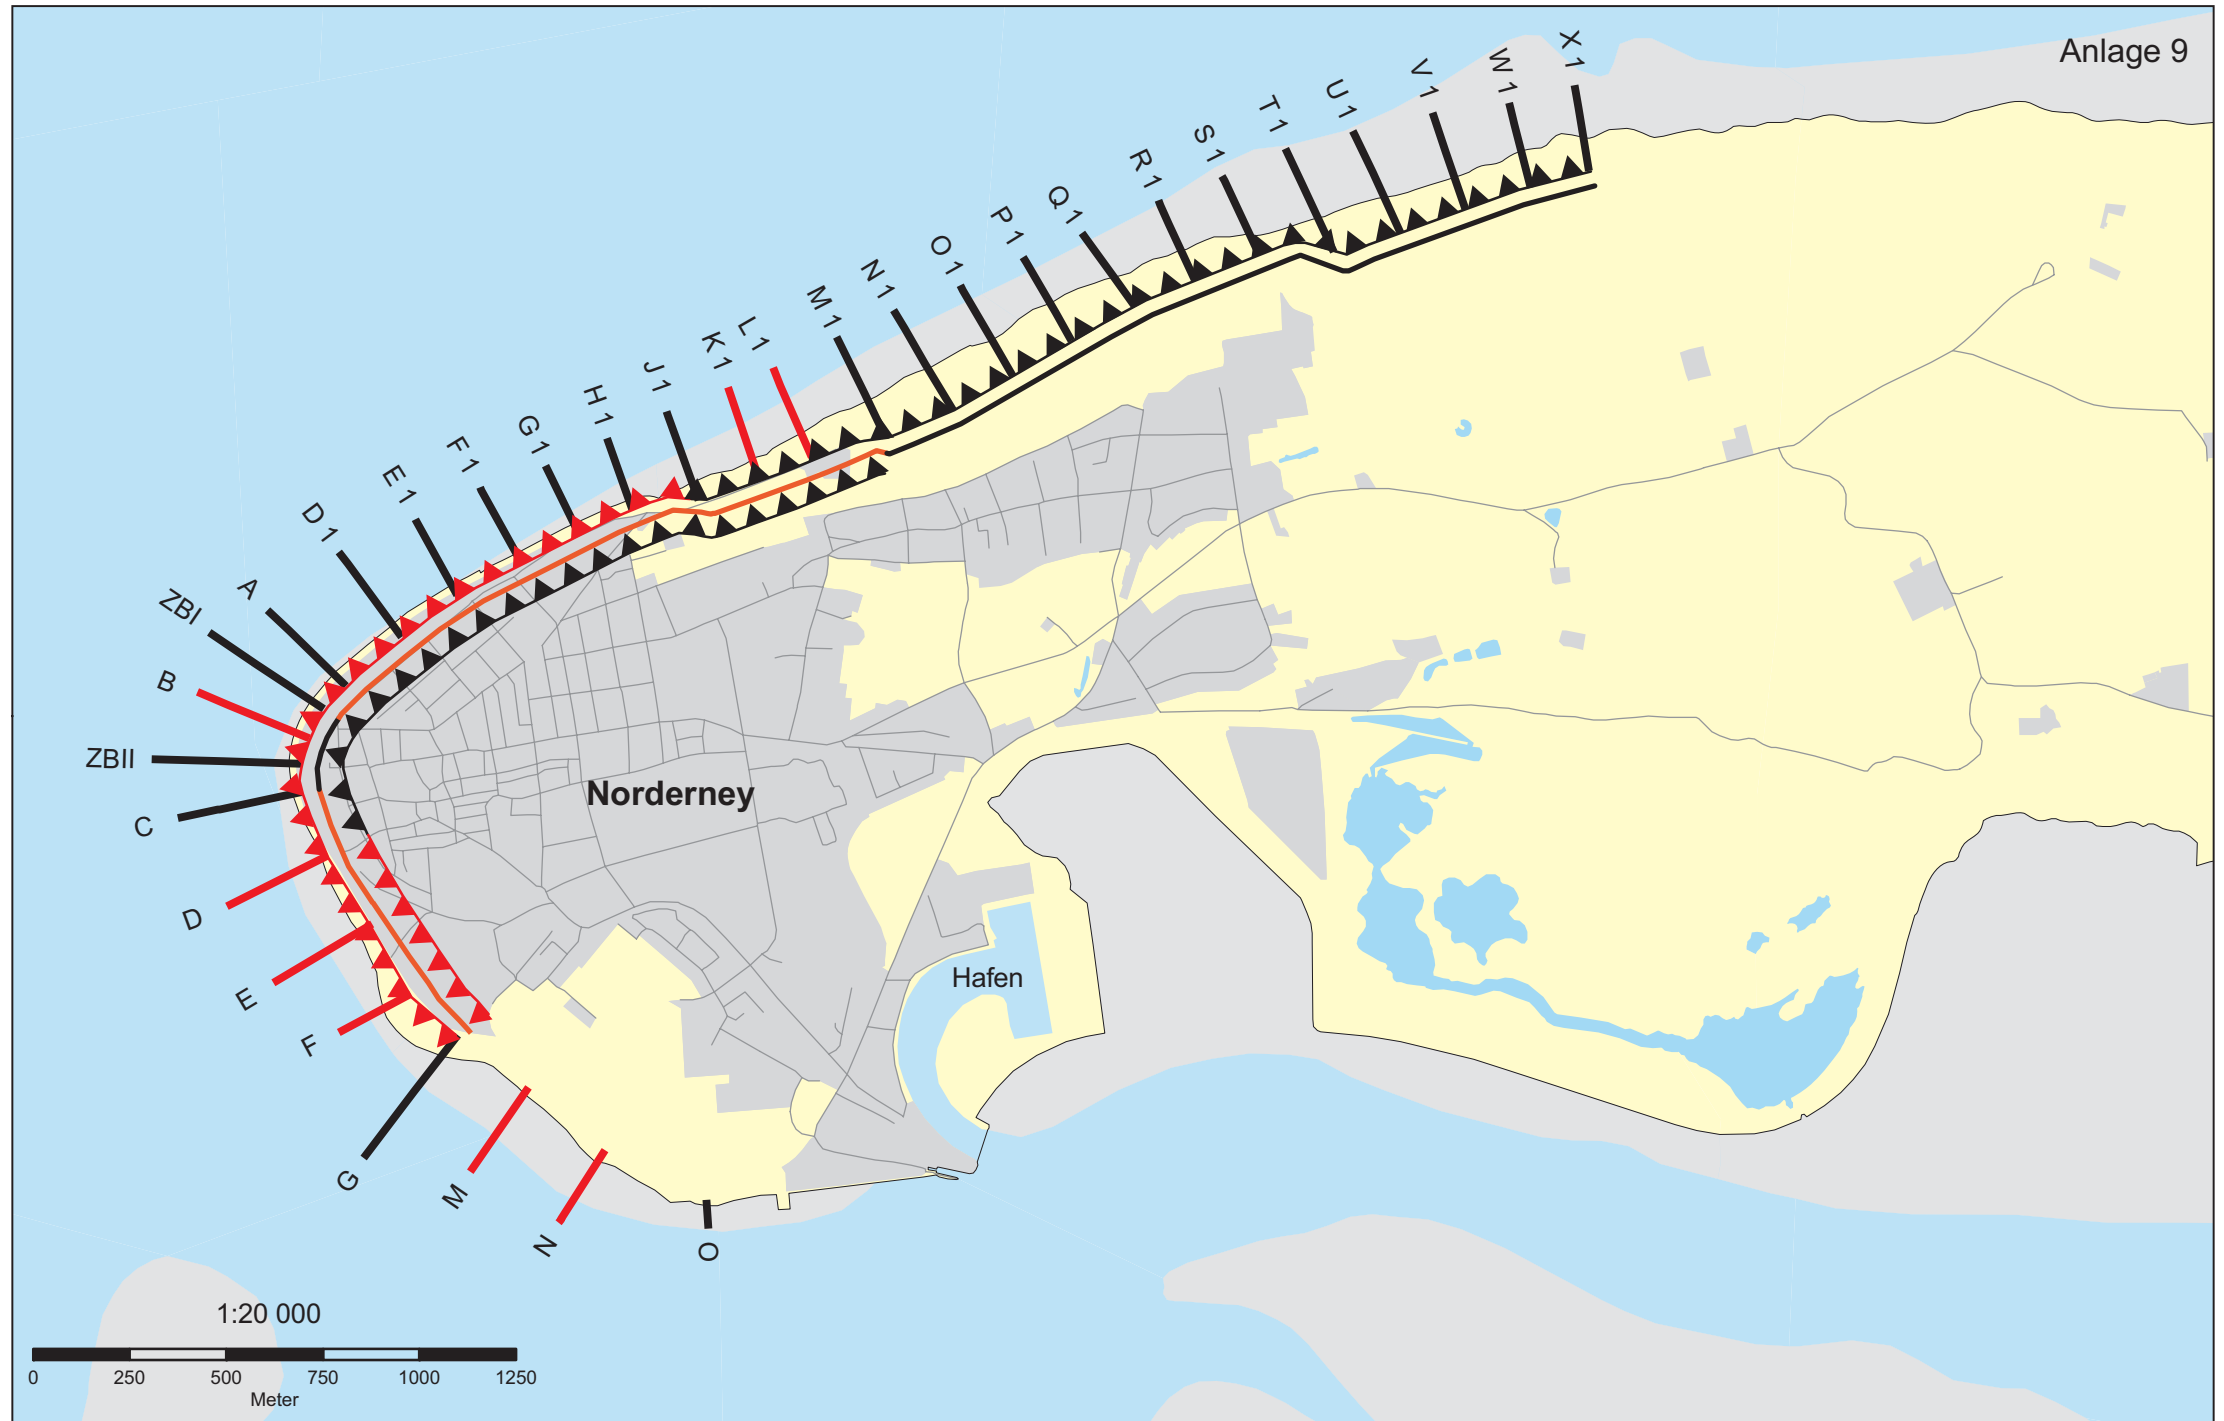 Anlage 9
X 1
W 1
V 1
U 1
T 1
S 1
R 1
Q 1
P 1
O 1
N 1
M 1
L 1
K 1
J 1
H 1
G 1
F 1
E 1
D 1
A
ZBI
B
ZBII
C
D
E
F
G
M
N
O
Norderney
Hafen
1:20 000
0 250 500 750 1000 1250
Meter